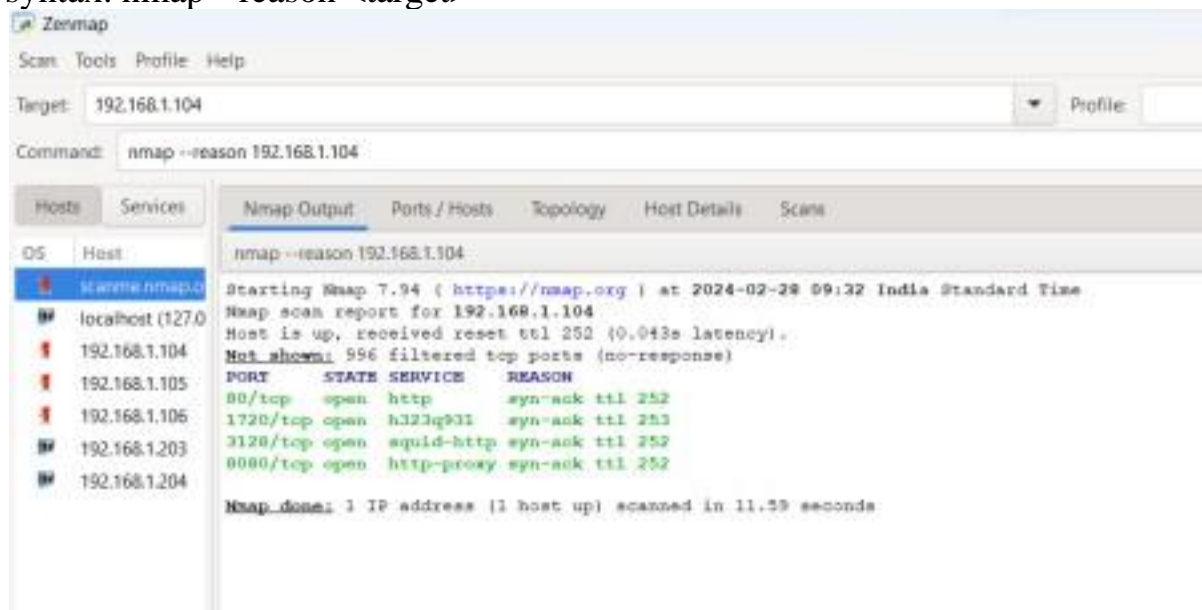 syntax: nmap --reason <target>
Zenmap
Scan Tools Profile Help
Target: 192.168.1.104 Profile:
Command: nmap --reason 192.168.1.104
Hosts Services Nmap Output Ports / Hosts Topology Host Details Scans
OS Host nmap --reason 192.168.1.104
scanme.nmap.o
localhost (127.0
192.168.1.104
192.168.1.105
192.168.1.106
192.168.1.203
192.168.1.204
Starting Nmap 7.94 ( https://nmap.org ) at 2024-02-28 09:32 India Standard Time
Nmap scan report for 192.168.1.104
Host is up, received reset ttl 252 (0.043s latency).
Not shown: 996 filtered tcp ports (no-response)
PORT STATE SERVICE REASON
80/tcp open http syn-ack ttl 252
1720/tcp open h323q931 syn-ack ttl 253
3128/tcp open squid-http syn-ack ttl 252
8080/tcp open http-proxy syn-ack ttl 252
Nmap done: 1 IP address (1 host up) scanned in 11.59 seconds